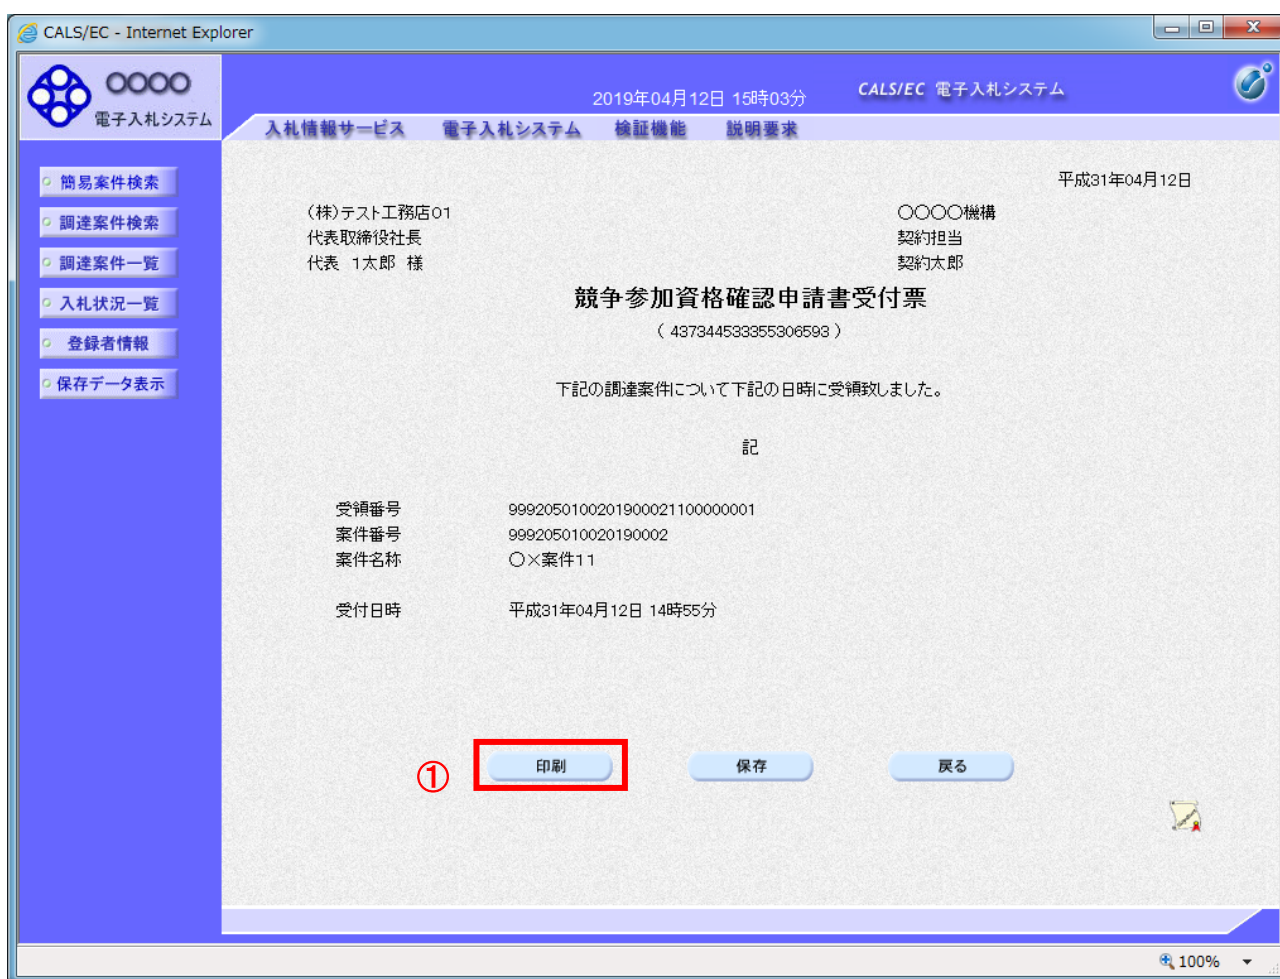 CALS/EC - Internet Explorer
〇〇〇〇
電子入札システム
2019年04月12日 15時03分
CALS/EC 電子入札システム
入札情報サービス 電子入札システム 検証機能 説明要求
簡易案件検索
調達案件検索
調達案件一覧
入札状況一覧
登録者情報
保存データ表示
平成31年04月12日
(株)テスト工務店01
代表取締役社長
代表 1太郎 様
〇〇〇〇機構
契約担当
契約太郎
競争参加資格確認申請書受付票
( 437344533355306593 )
下記の調達案件について下記の日時に受領致しました。
記
受領番号 9992050100201900021100000001
案件番号 999205010020190002
案件名称 〇×案件11
受付日時 平成31年04月12日 14時55分
① 印刷 保存 戻る
100%